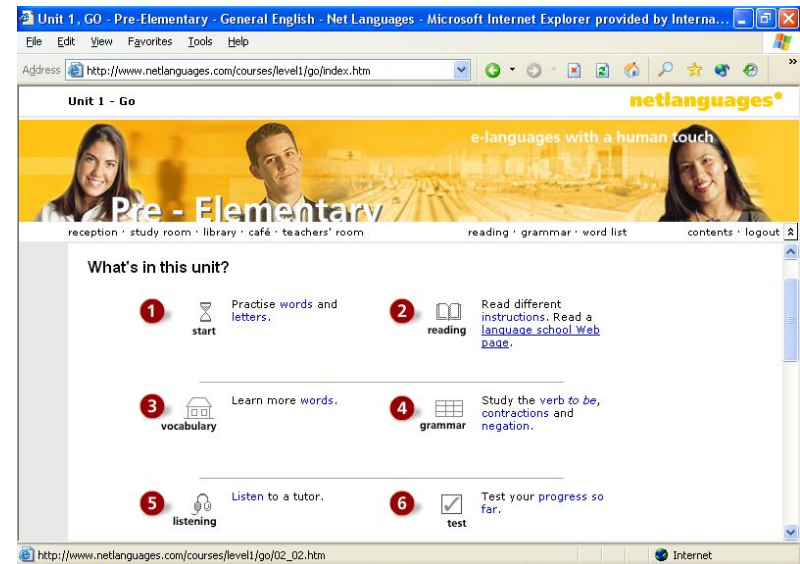 Unit 1 , GO - Pre-Elementary - General English - Net Languages - Microsoft Internet Explorer provided by Interna...
File Edit View Favorites Tools Help
Address http://www.netlanguages.com/courses/level1/go/index.htm »
Unit 1 - Go
netlanguages
e-languages with a human touch
Pre - Elementary
reception · study room · library · café · teachers' room reading · grammar · word list contents · logout
What's in this unit?
1
start
Practise words and
letters.
2
reading
Read different
instructions. Read a
language school Web
page.
3
vocabulary
Learn more words.
4
grammar
Study the verb to be,
contractions and
negation.
5
listening
Listen to a tutor.
6
test
Test your progress so
far.
http://www.netlanguages.com/courses/level1/go/02_02.htm Internet